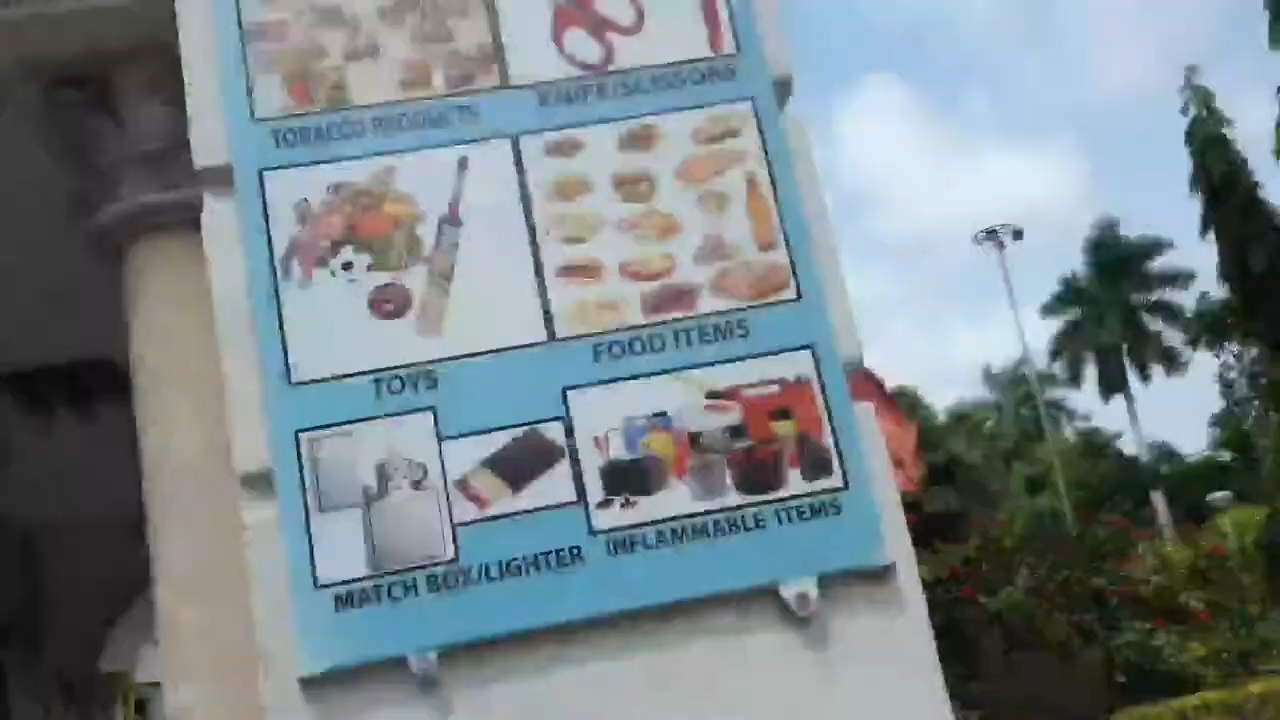 TOBACCO PRODUCTS
KNIFE/SCISSORS
TOYS
FOOD ITEMS
MATCH BOX/LIGHTER
INFLAMMABLE ITEMS